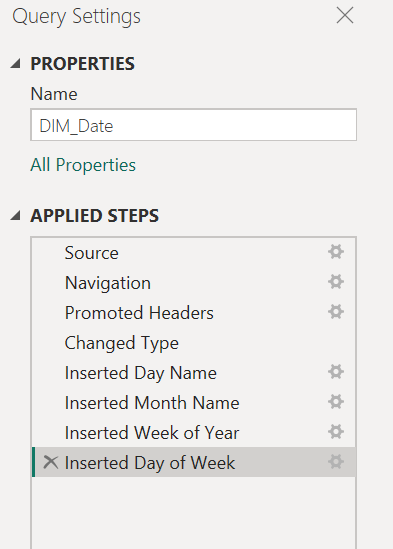 Query Settings
PROPERTIES
Name
DIM_Date
All Properties
APPLIED STEPS
Source
Navigation
Promoted Headers
Changed Type
Inserted Day Name
Inserted Month Name
Inserted Week of Year
Inserted Day of Week